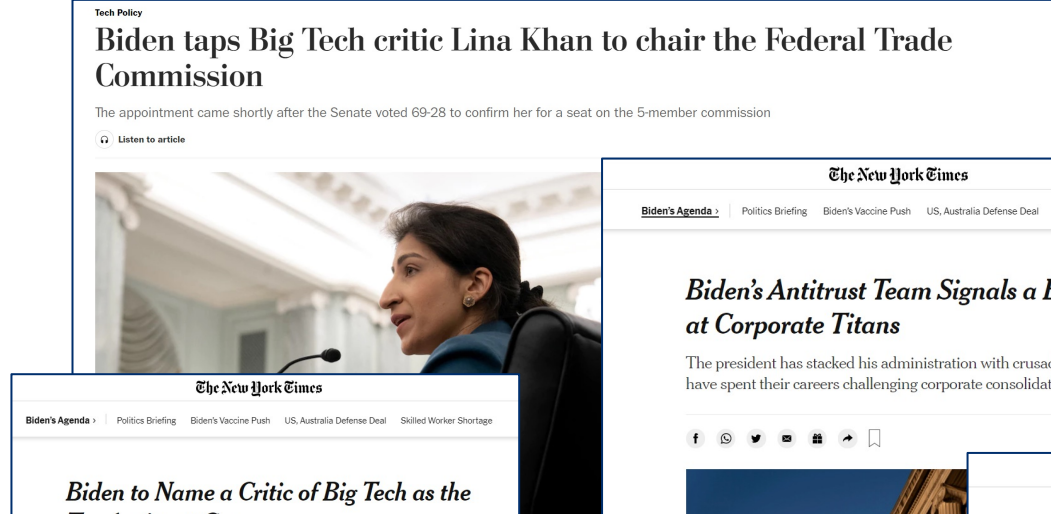 Tech Policy
Biden taps Big Tech critic Lina Khan to chair the Federal Trade
Commission
The appointment came shortly after the Senate voted 69-28 to confirm her for a seat on the 5-member commission
Listen to article
The New York Times
Biden's Agenda > Politics Briefing Biden's Vaccine Push US, Australia Defense Deal
Biden's Antitrust Team Signals a
at Corporate Titans
The president has stacked his administration with
have spent their careers challenging corporate
The New York Times
Biden's Agenda > Politics Briefing Biden's Vaccine Push US, Australia Defense Deal Skilled Worker Shortage
Biden to Name a Critic of Big Tech as the